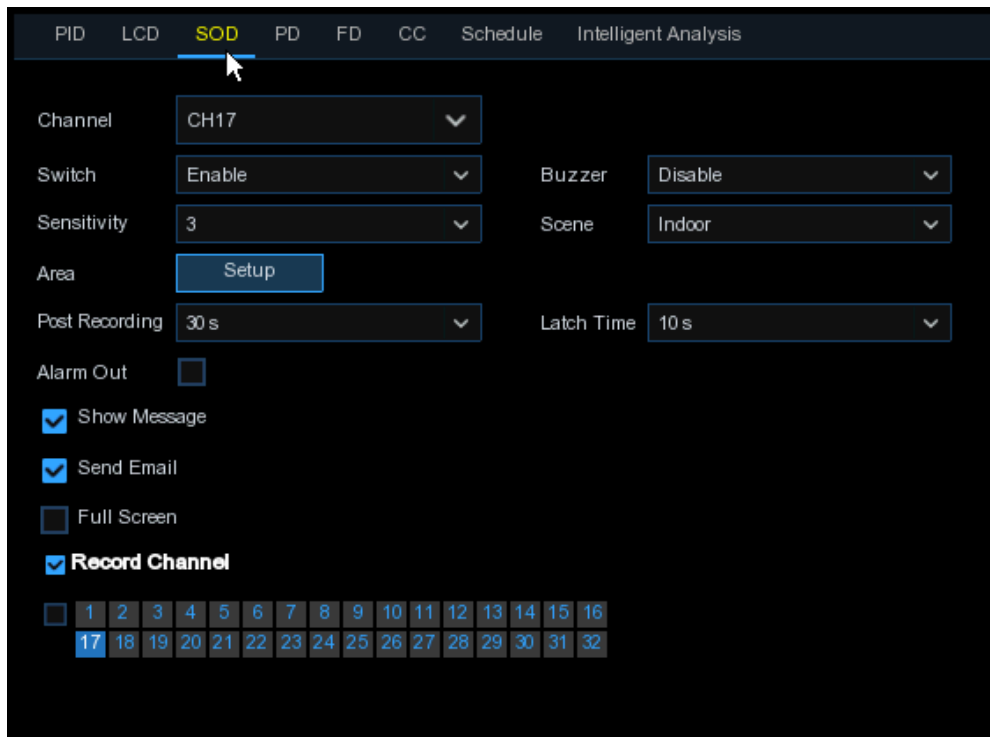 PID LCD SOD PD FD CC Schedule Intelligent Analysis
Channel CH17
Switch Enable Buzzer Disable
Sensitivity 3 Scene Indoor
Area Setup
Post Recording 30 s Latch Time 10 s
Alarm Out
Show Message
Send Email
Full Screen
Record Channel
1 2 3 4 5 6 7 8 9 10 11 12 13 14 15 16
17 18 19 20 21 22 23 24 25 26 27 28 29 30 31 32